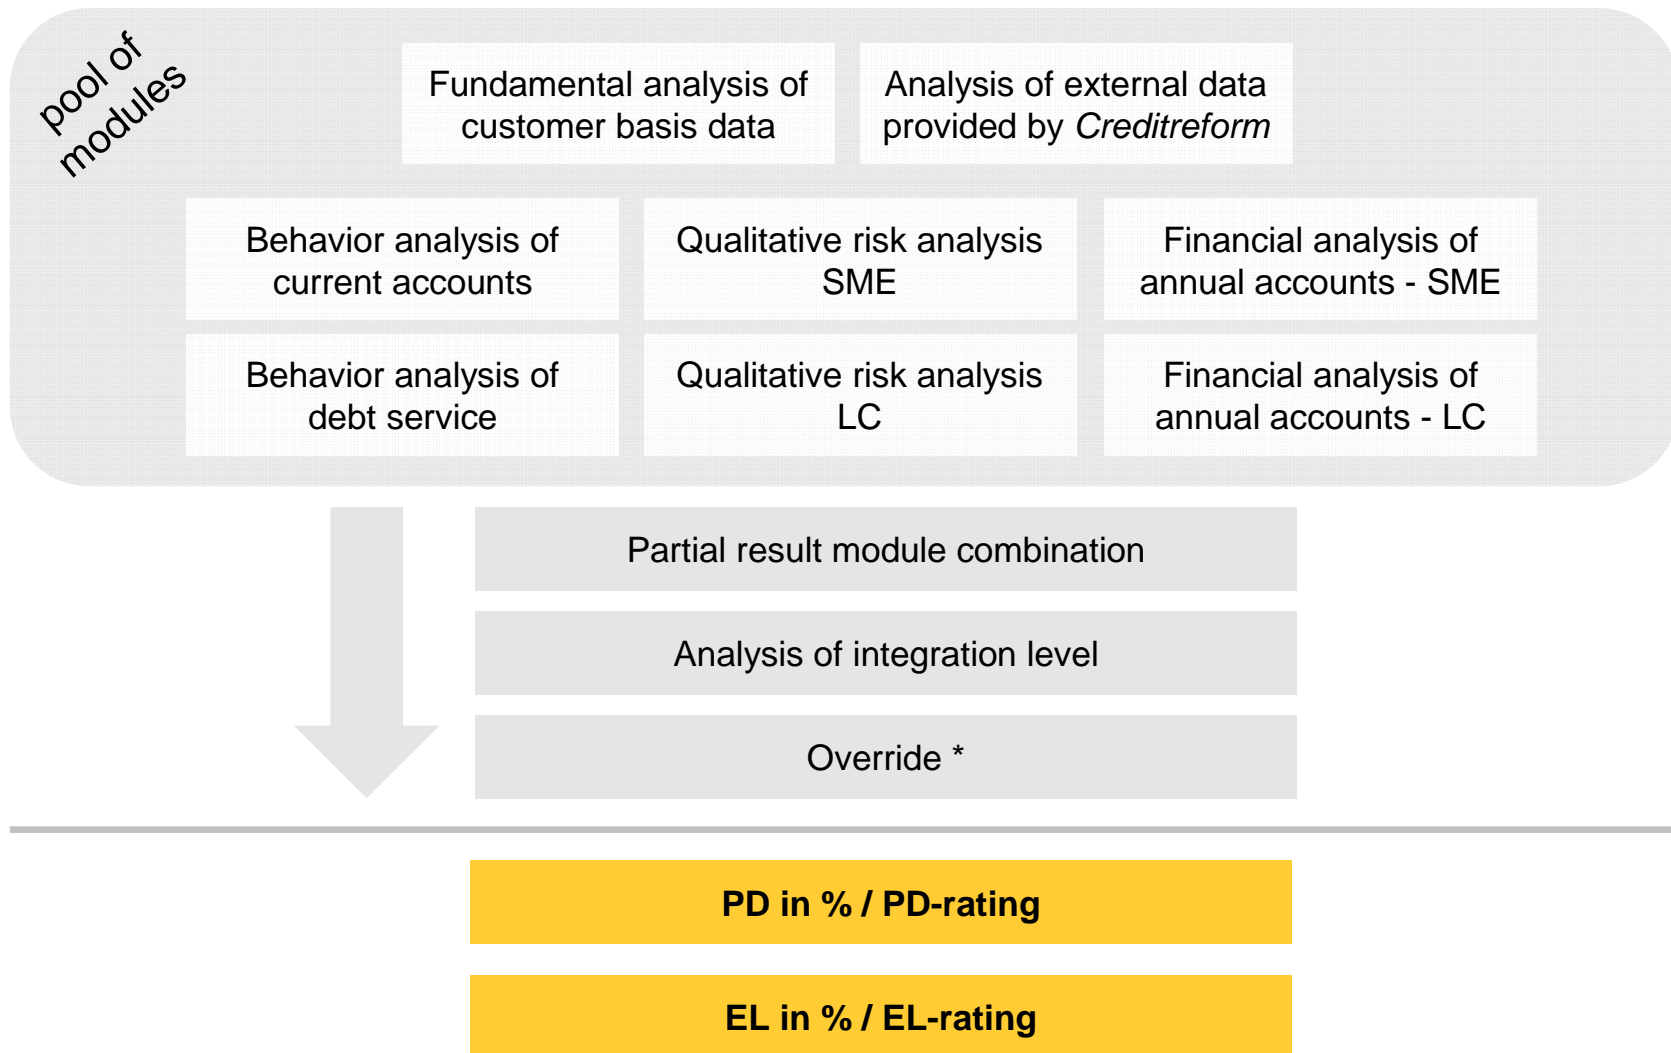 pool of
modules
Fundamental analysis of
customer basis data
Analysis of external data
provided by Creditreform
Behavior analysis of
current accounts
Qualitative risk analysis
SME
Financial analysis of
annual accounts - SME
Behavior analysis of
debt service
Qualitative risk analysis
LC
Financial analysis of
annual accounts - LC
Partial result module combination
Analysis of integration level
Override *
PD in % / PD-rating
EL in % / EL-rating